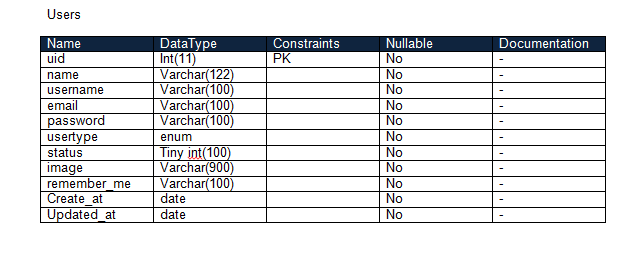 Users
Name DataType Constraints Nullable Documentation
uid Int(11) PK No -
name Varchar(122) No -
username Varchar(100) No -
email Varchar(100) No -
password Varchar(100) No -
usertype enum No -
status Tiny int(100) No -
image Varchar(900) No -
remember_me Varchar(100) No -
Create_at date No -
Updated_at date No -